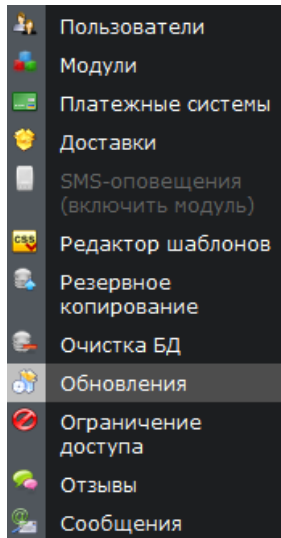 Пользователи
Модули
Платежные системы
Доставки
SMS-оповещения
(включить модуль)
CSS
Редактор шаблонов
Резервное
копирование
Очистка БД
Обновления
Ограничение
доступа
Отзывы
Сообщения